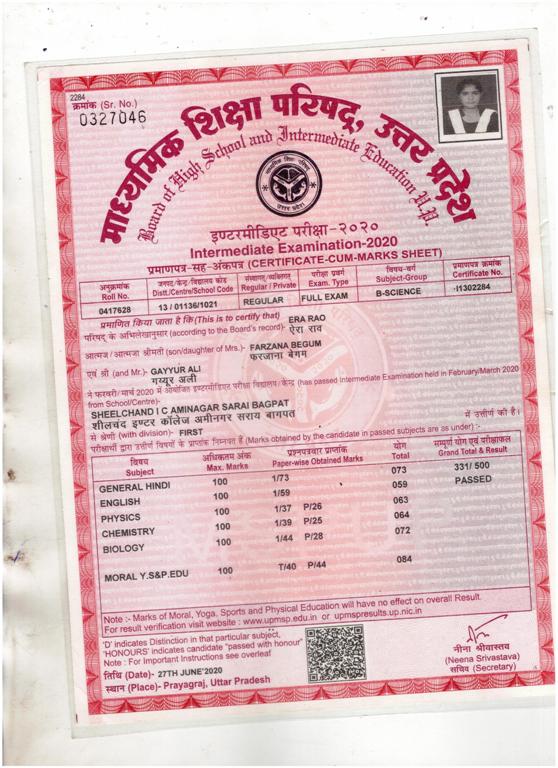 2284
क्रमांक (Sr. No.)
0327046
माध्यमिक शिक्षा परिषद्, उत्तर प्रदेश
Board of High School and Intermediate Education U.P.
इण्टरमीडिएट परीक्षा-२०२०
Intermediate Examination-2020
प्रमाणपत्र-सह-अंकपत्र (CERTIFICATE-CUM-MARKS SHEET)
अनुक्रमांक जनपद/केन्द्र/विद्यालय कोड संस्थागत/व्यक्तिगत परीक्षा प्रवर्ग विषय-वर्ग प्रमाणपत्र क्रमांक
Roll No. Distt./Centre/School Code Regular / Private Exam. Type Subject-Group Certificate No.
0417628 13 / 01136/1021 REGULAR FULL EXAM B-SCIENCE -I1302284
प्रमाणित किया जाता है कि (This is to certify that) ERA RAO
परिषद् के अभिलेखानुसार (according to the Board's record)- ऐरा राव
आत्मज/आत्मजा श्रीमती (son/daughter of Mrs.)- FARZANA BEGUM
फरजाना बेगम
एवं श्री (and Mr.)- GAYYUR ALI
गय्यूर अली
ने फरवरी/मार्च 2020 में आयोजित इण्टरमीडिएट परीक्षा विद्यालय/केन्द्र (has passed Intermediate Examination held in February/March 2020
from School/Centre)-
SHEELCHAND I C AMINAGAR SARAI BAGPAT
शीलचंद इण्टर कॉलेज अमीनगर सराय बागपत
से श्रेणी (with division)- FIRST में उत्तीर्ण की है।
परीक्षार्थी द्वारा उत्तीर्ण विषयों के प्राप्तांक निम्नवत हैं (Marks obtained by the candidate in passed subjects are as under) :-
विषय अधिकतम अंक प्रश्नपत्रवार प्राप्तांक योग सम्पूर्ण योग एवं परीक्षाफल
Subject Max. Marks Paper-wise Obtained Marks Total Grand Total & Result
GENERAL HINDI 100 1/73 073 331/ 500
ENGLISH 100 1/59 059 PASSED
PHYSICS 100 1/37 P/26 063
CHEMISTRY 100 1/39 P/25 064
BIOLOGY 100 1/44 P/28 072
MORAL Y.S&P.EDU 100 T/40 P/44 084
Note :- Marks of Moral, Yoga, Sports and Physical Education will have no effect on overall Result.
For result verification visit website : www.upmsp.edu.in or upmspresults.up.nic.in
'D' indicates Distinction in that particular subject,
'HONOURS' indicates candidate "passed with honour"
Note : For Important Instructions see overleaf
तिथि (Date)- 27TH JUNE'2020
स्थान (Place)- Prayagraj, Uttar Pradesh
नीना श्रीवास्तव
(Neena Srivastava)
सचिव (Secretary)